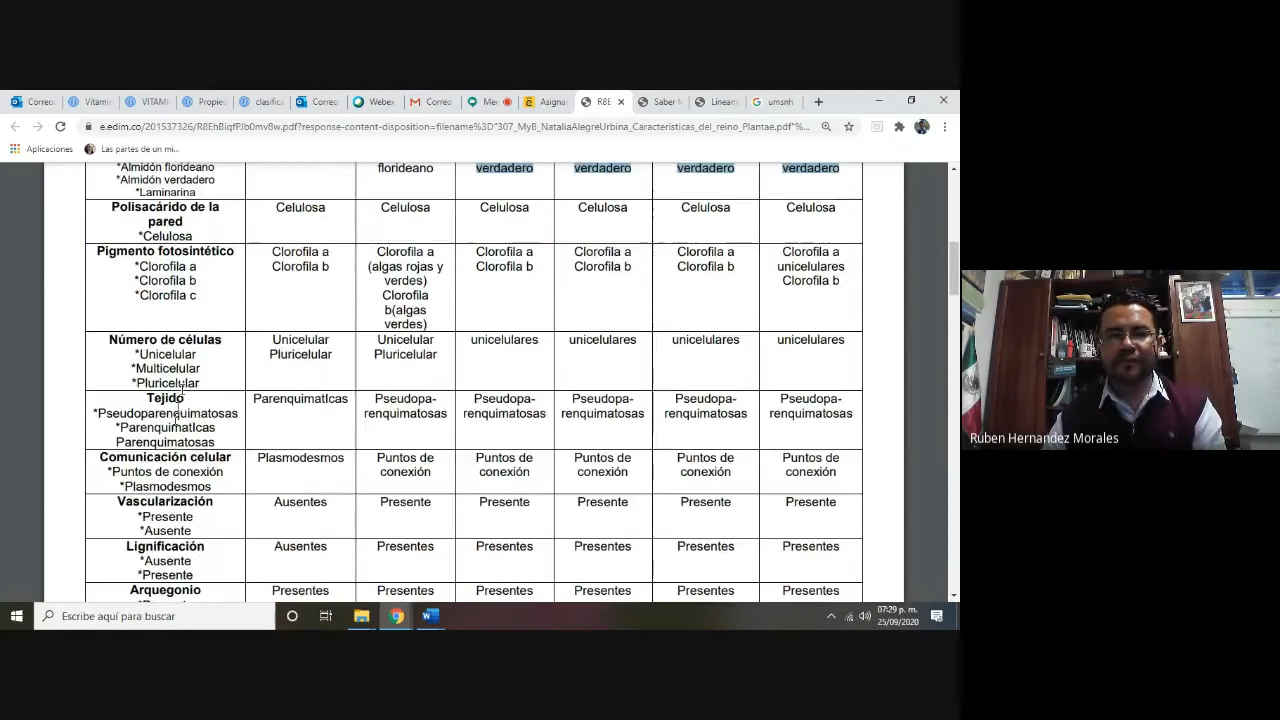 Correo
Vitami
VITAMI
Propied
clasifica
Correo
Webex
Correo
Me
Asigna
R8E
Saber
Lineam
umsnh
e.edim.co/201537326/R8EhBiqfPJb0mv8w.pdf?response-content-disposition=filename%3D"307_MyB_NataliaAlegreUrbina_Caracteristicas_del_reino_Plantae.pdf"%...
Aplicaciones
Las partes de un mi...
*Almidón florideano
*Almidón verdadero
*Laminarina
florideano
verdadero
verdadero
verdadero
verdadero
Polisacárido de la
pared
*Celulosa
Celulosa
Celulosa
Celulosa
Celulosa
Celulosa
Celulosa
Pigmento fotosintético
*Clorofila a
*Clorofila b
*Clorofila c
Clorofila a
Clorofila b
Clorofila a
(algas rojas y
verdes)
Clorofila
b(algas
verdes)
Clorofila a
Clorofila b
Clorofila a
Clorofila b
Clorofila a
Clorofila b
Clorofila a
unicelulares
Clorofila b
Número de células
*Unicelular
*Multicelular
*Pluricelular
Unicelular
Pluricelular
Unicelular
Pluricelular
unicelulares
unicelulares
unicelulares
unicelulares
Tejido
*Pseudoparenquimatosas
*ParenquimatIcas
Parenquimatosas
ParenquimatIcas
Pseudopa-
renquimatosas
Pseudopa-
renquimatosas
Pseudopa-
renquimatosas
Pseudopa-
renquimatosas
Pseudopa-
renquimatosas
Comunicación celular
*Puntos de conexión
*Plasmodesmos
Plasmodesmos
Puntos de
conexión
Puntos de
conexión
Puntos de
conexión
Puntos de
conexión
Puntos de
conexión
Vascularización
*Presente
*Ausente
Ausentes
Presente
Presente
Presente
Presente
Presente
Lignificación
*Ausente
*Presente
Ausentes
Presentes
Presentes
Presentes
Presentes
Presentes
Arquegonio
Presentes
Presentes
Presentes
Presentes
Presentes
Presentes
Escribe aquí para buscar
07:29 p. m.
25/09/2020
Ruben Hernandez Morales